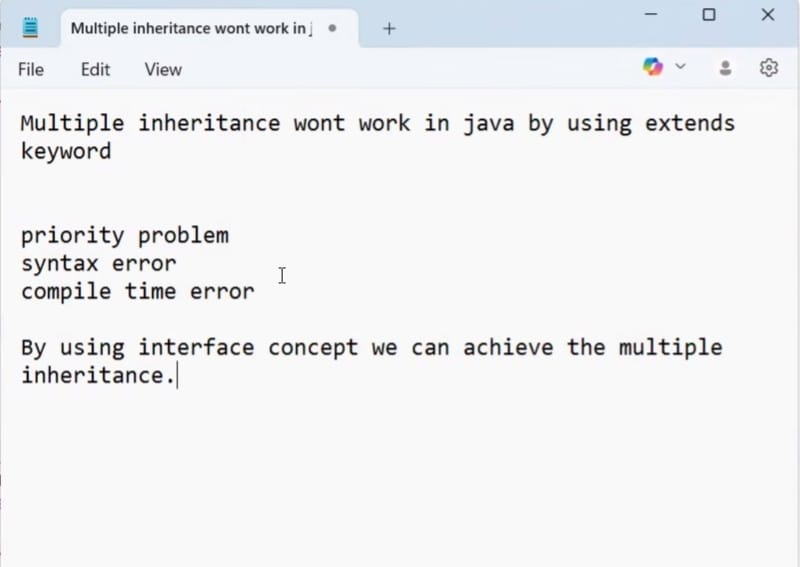 Multiple inheritance wont work in j
File Edit View
Multiple inheritance wont work in java by using extends
keyword
priority problem
syntax error
compile time error
By using interface concept we can achieve the multiple
inheritance.